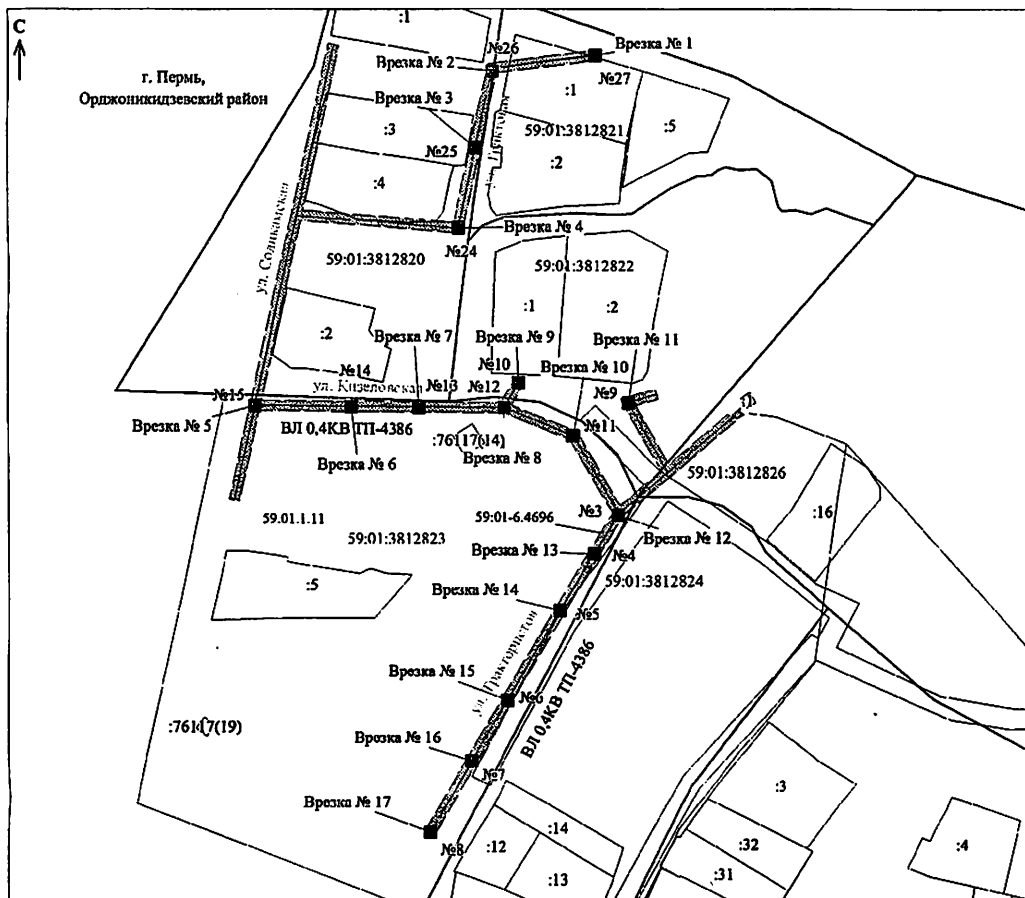 С
:1
г. Пермь,
Орджоникидзевский район
№26
Врезка № 2
Врезка № 1
№27
:1
Врезка № 3
:3
59:01:3812821
:5
№25
:2
:4
ул. Соликамская
Врезка № 4
№24
59:01:3812820
59:01:3812822
:1
:2
:2
Врезка № 7
Врезка № 9
Врезка № 11
№14
№10
Врезка № 10
ул. Кизеловская
№13
№12
№9
№15
Врезка № 5
ВЛ 0,4КВ ТП-4386
№11
Врезка № 6
Врезка № 8
59:01:3812826
:16
59.01.1.11
59:01-6.4696
№3
59:01:3812823
Врезка № 12
Врезка № 13
№4
:5
59:01:3812824
Врезка № 14
№5
ул. Трактористов
ВЛ 0,4КВ ТП-4386
Врезка № 15
№6
Врезка № 16
№7
:3
Врезка № 17
№8
:14
:12
:13
:32
:31
:4